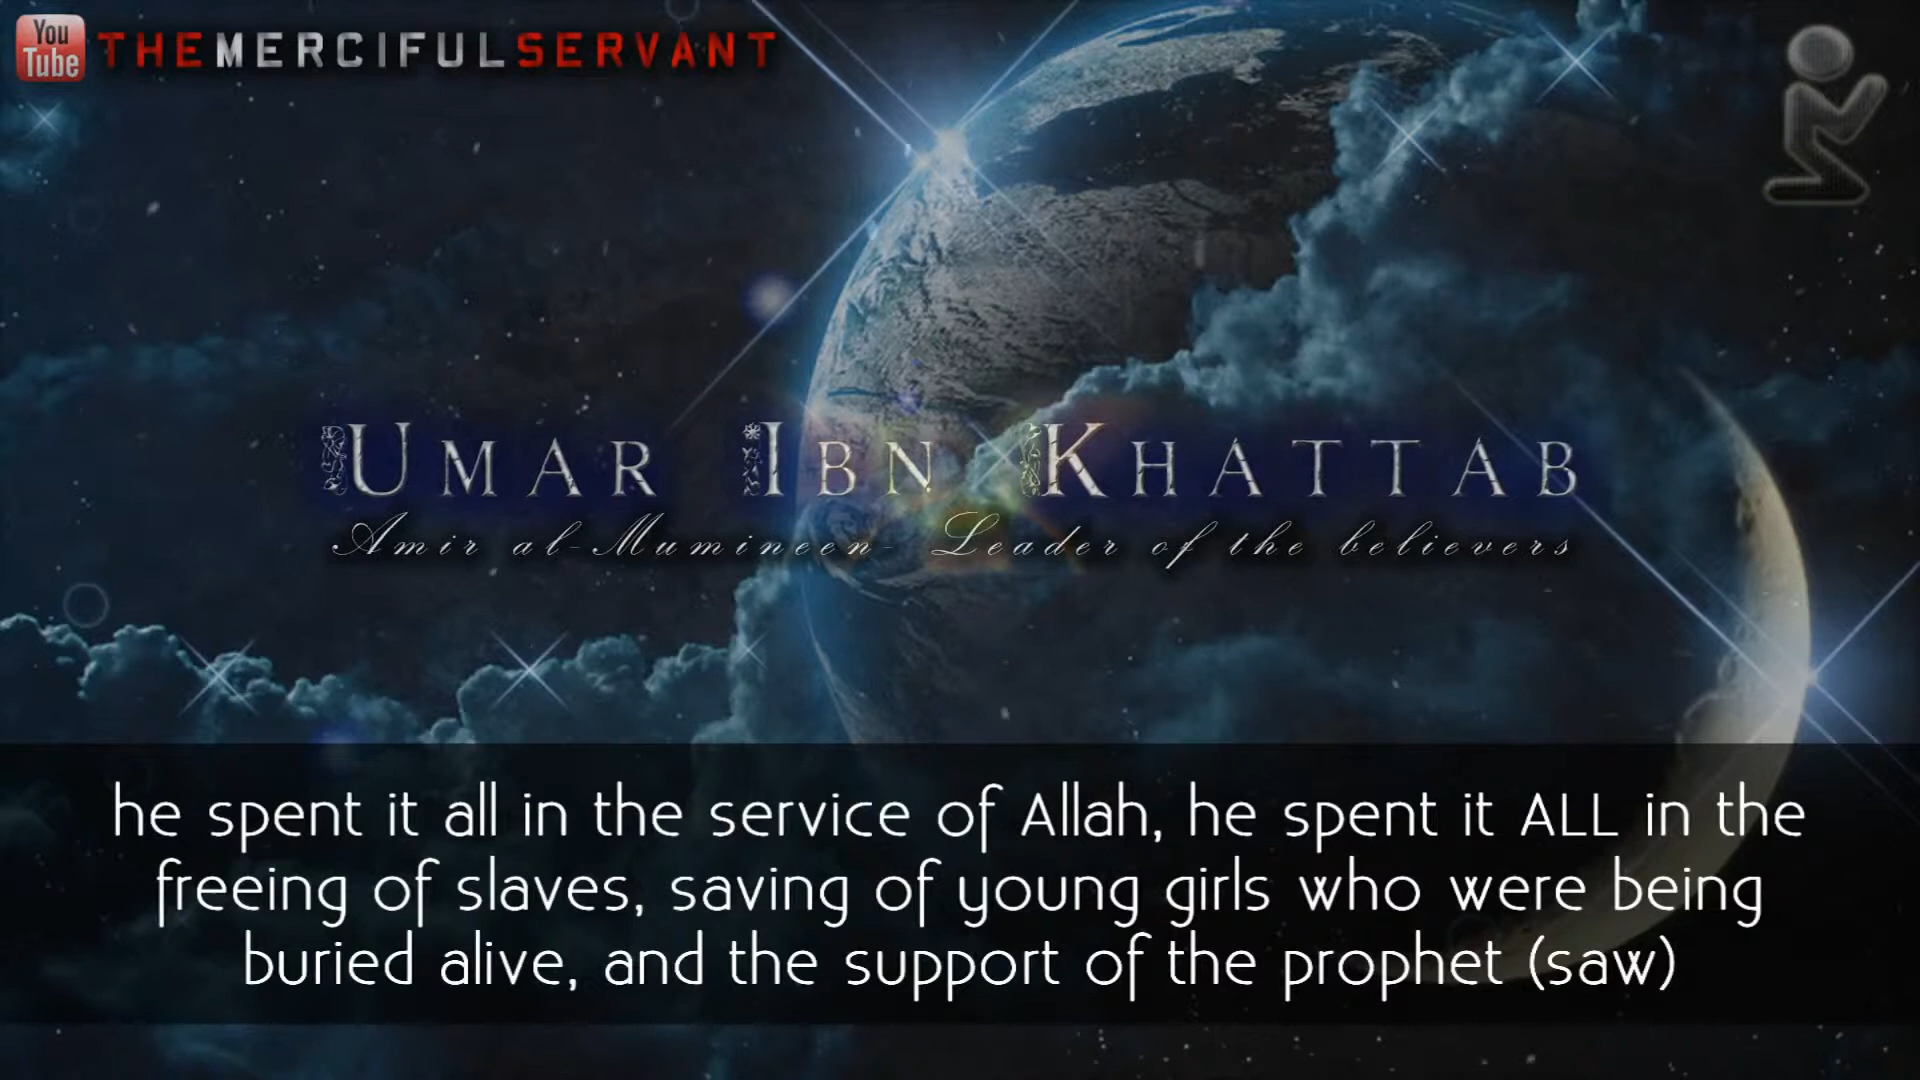 You
Tube
THEMERCIFULSERVANT
UMAR IBN KHATTAB
Amir al-Mumineen- Leader of the believers
he spent it all in the service of Allah, he spent it ALL in the
freeing of slaves, saving of young girls who were being
buried alive, and the support of the prophet (saw)